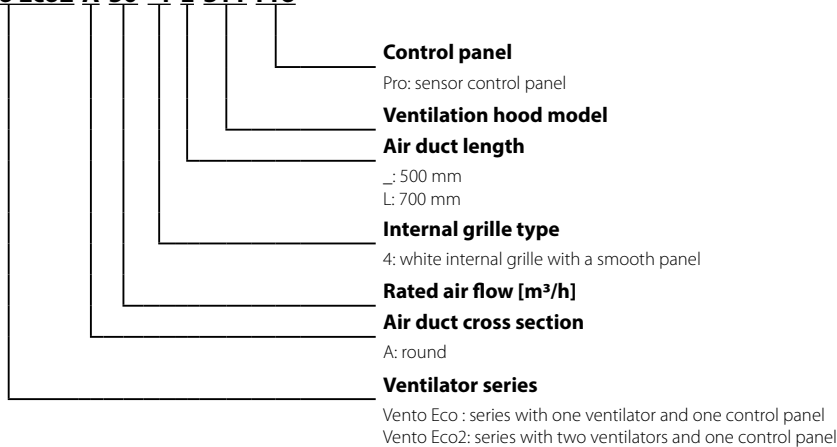 Control panel
Pro: sensor control panel
Ventilation hood model
Air duct length
_: 500 mm
L: 700 mm
Internal grille type
4: white internal grille with a smooth panel
Rated air flow [m³/h]
Air duct cross section
A: round
Ventilator series
Vento Eco : series with one ventilator and one control panel
Vento Eco2: series with two ventilators and one control panel